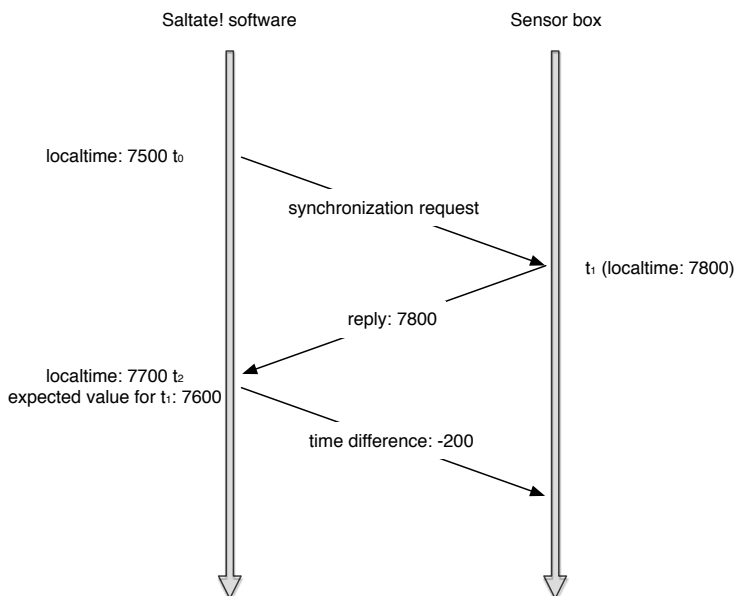 Saltate! software
Sensor box
localtime: 7500 t₀
synchronization request
t₁ (localtime: 7800)
reply: 7800
localtime: 7700 t₂
expected value for t₁: 7600
time difference: -200